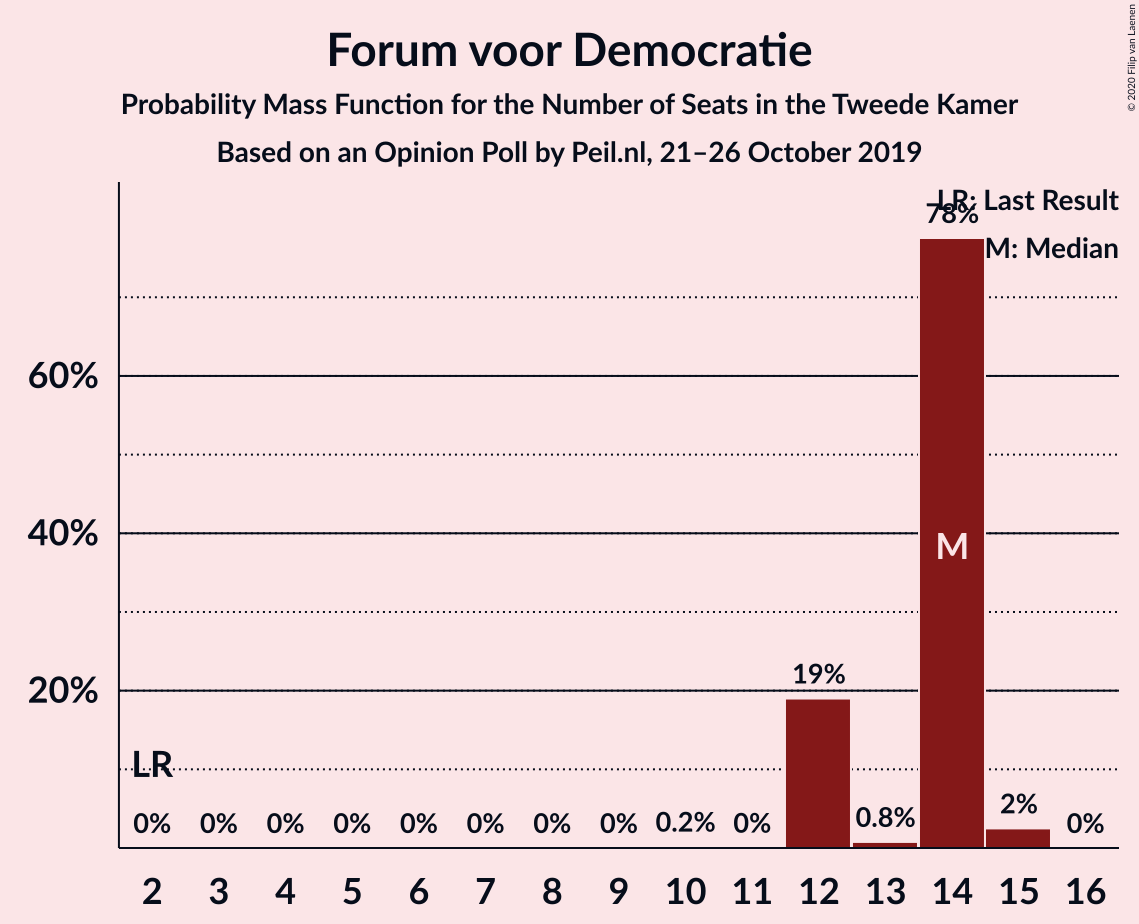 Forum voor Democratie
Probability Mass Function for the Number of Seats in the Tweede Kamer
Based on an Opinion Poll by Peil.nl, 21–26 October 2019
© 2020 Filip van Laenen
LR: Last Result
M: Median
78%
60%
40%
20%
M
19%
LR
0% 0% 0% 0% 0% 0% 0% 0% 0.2% 0% 0.8% 2% 0%
2 3 4 5 6 7 8 9 10 11 12 13 14 15 16